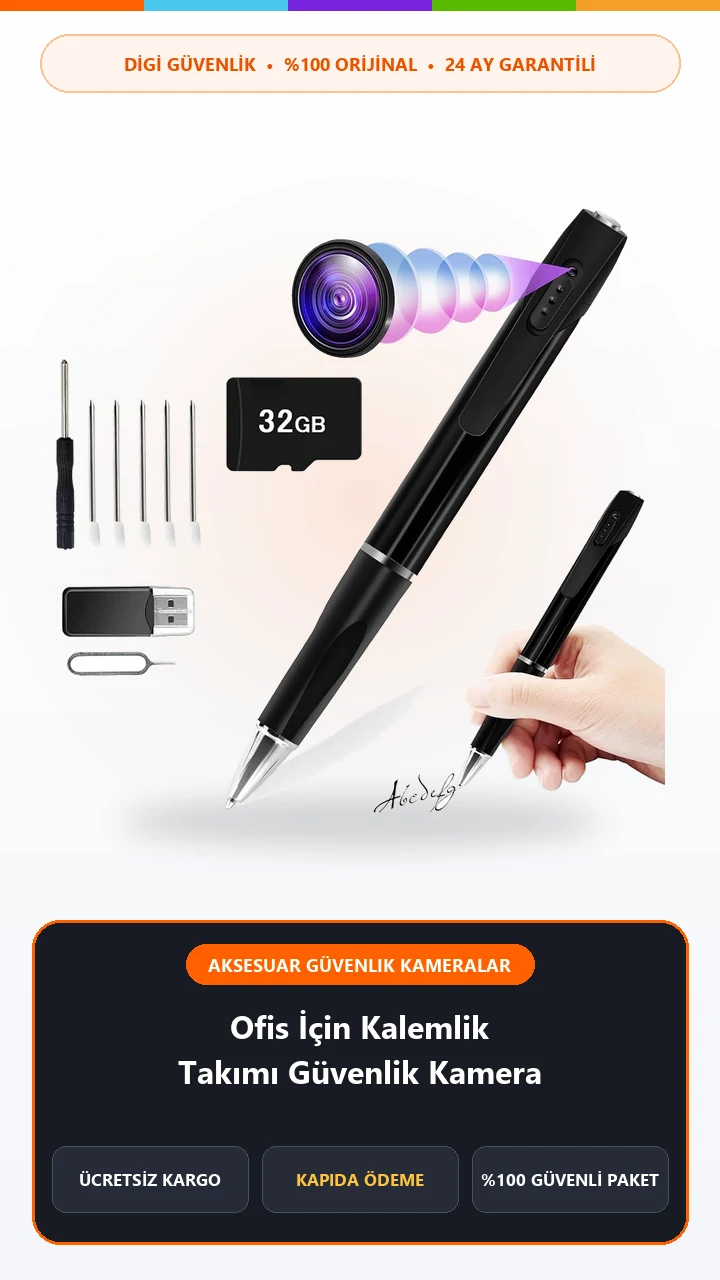 DİGİ GÜVENLİK • %100 ORİJİNAL • 24 AY GARANTİLİ
32GB
Abcdefg
AKSESUAR GÜVENLIK KAMERALAR
Ofis İçin Kalemlik
Takımı Güvenlik Kamera
ÜCRETSİZ KARGO
KAPIDA ÖDEME
%100 GÜVENLİ PAKET